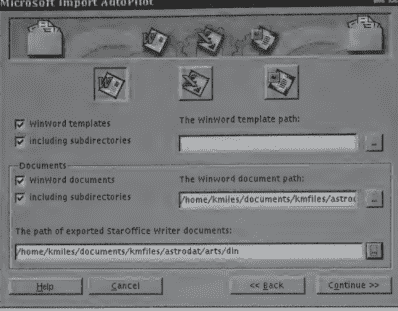 Microsoft Import AutoPilot
WinWord templates
including subdirectories
The WinWord template path:
...
Documents
WinWord documents
including subdirectories
The WinWord document path:
/home/kmiles/documents/kmfiles/astrod
...
The path of exported StarOffice Writer documents:
/home/kmiles/documents/kmfiles/astrodat/arts/din
...
Help
Cancel
<< Back
Continue >>